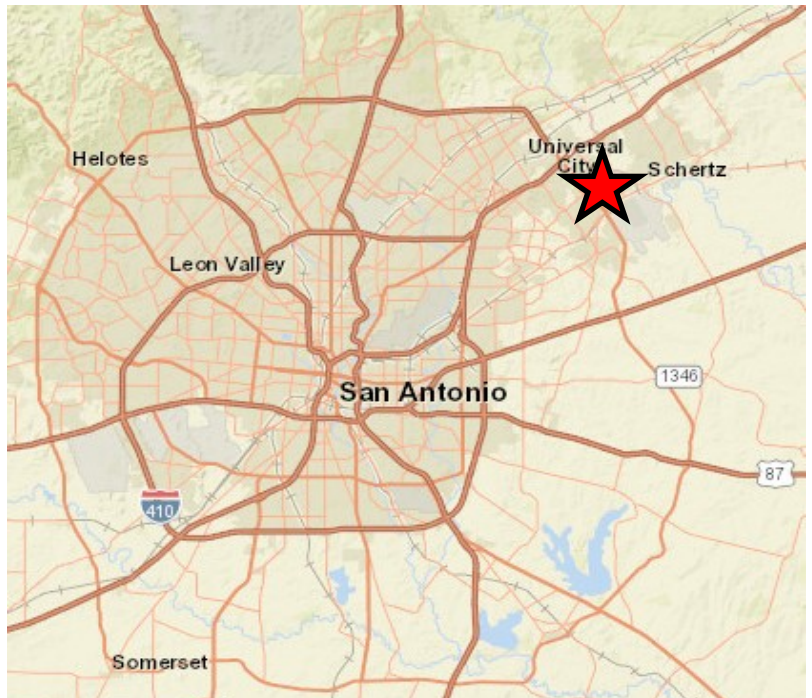 Universal
City
Helotes
Schertz
Leon Valley
1346
San Antonio
87
410
Somerset